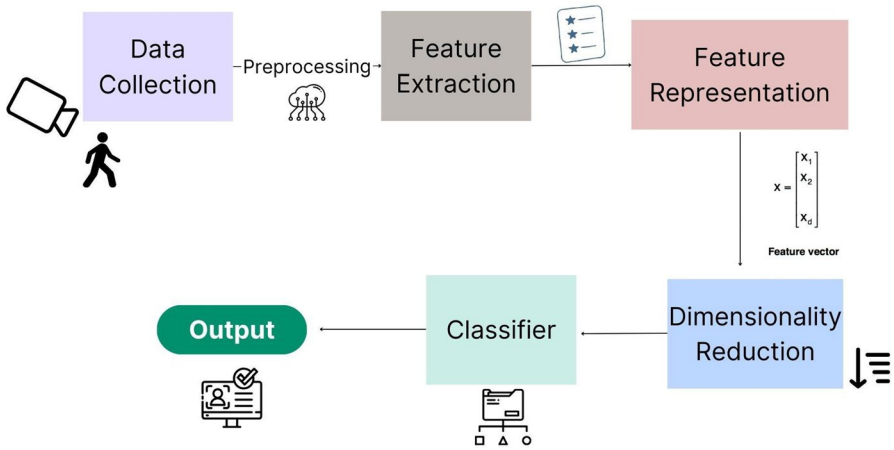 Data
Collection
Preprocessing
Feature
Extraction
Feature
Representation
X =
X1
X2
Xd
Feature vector
Dimensionality
Reduction
Classifier
Output